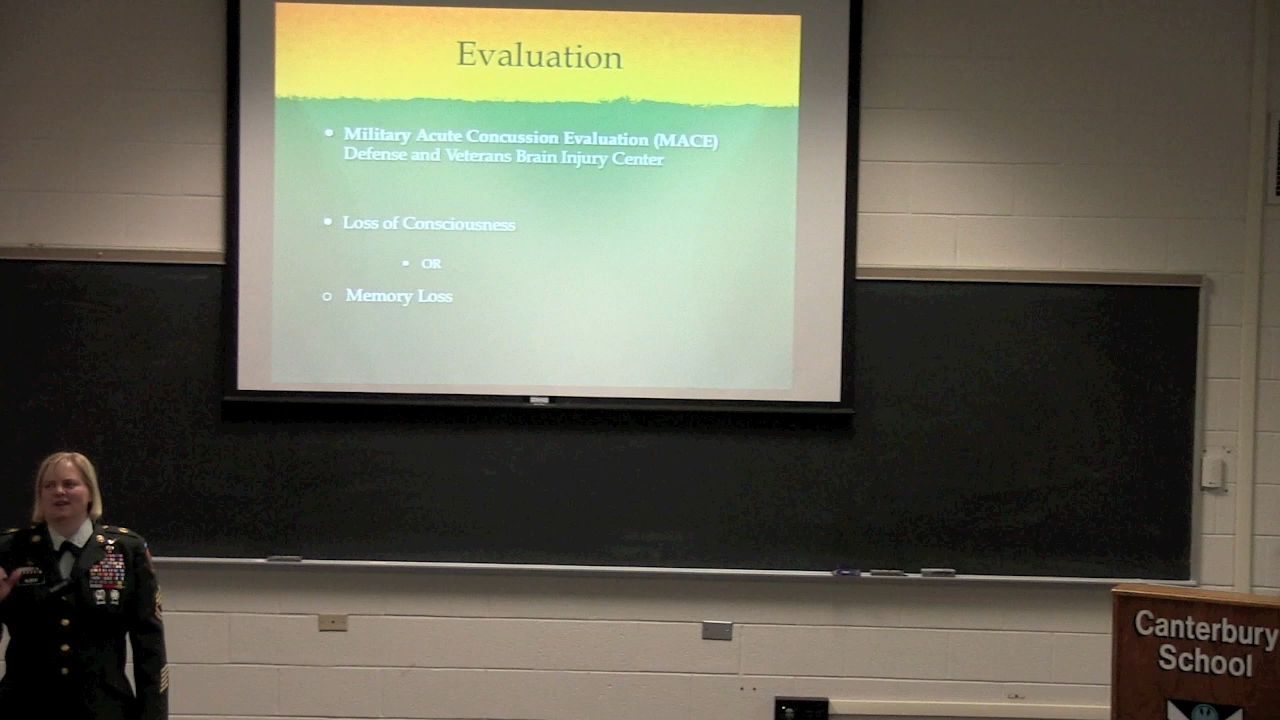 Evaluation
• Military Acute Concussion Evaluation (MACE)
Defense and Veterans Brain Injury Center
• Loss of Consciousness
• OR
○ Memory Loss
Canterbury
School